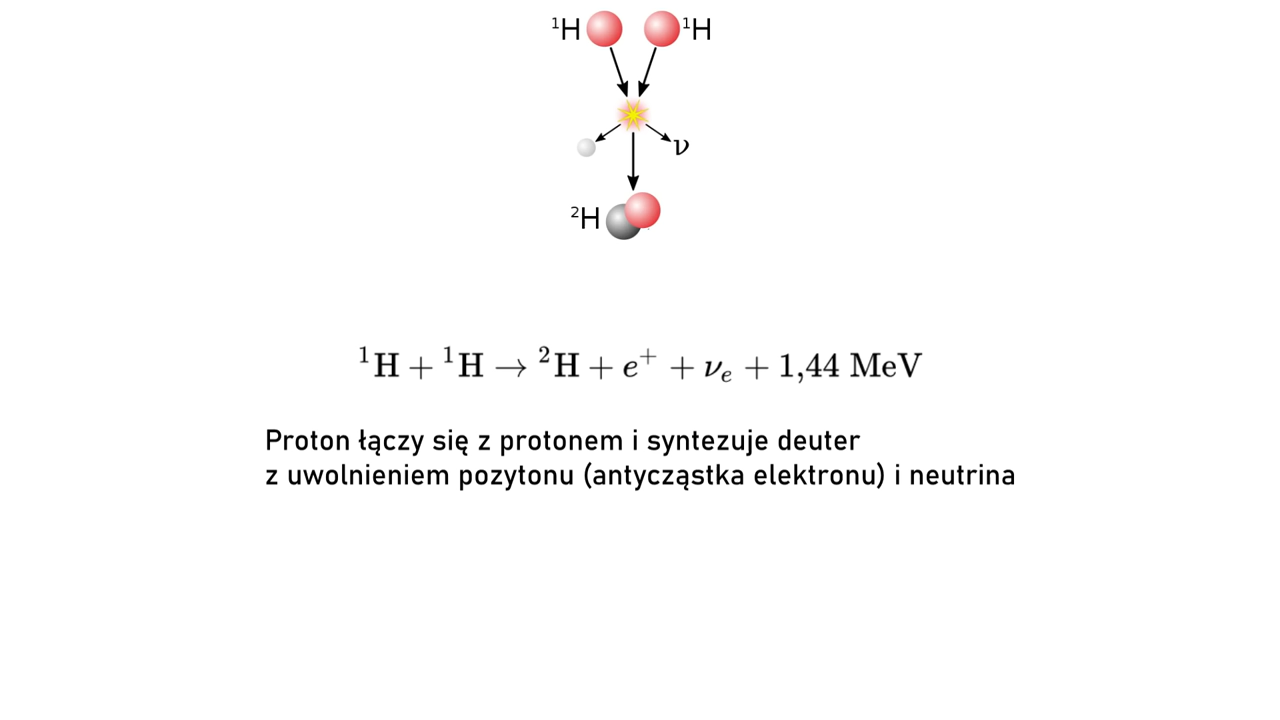 ¹H ¹H
ν
²H
¹H + ¹H → ²H + e⁺ + νₑ + 1,44 MeV
Proton łączy się z protonem i syntezuje deuter
z uwolnieniem pozytonu (antycząstka elektronu) i neutrina